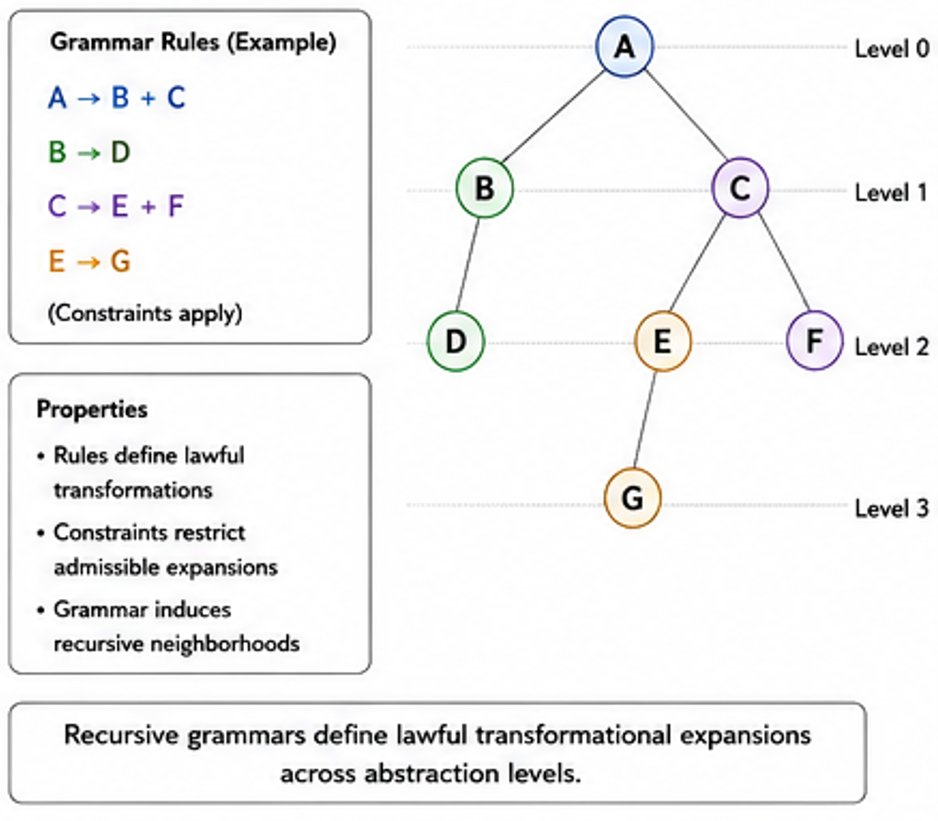 Grammar Rules (Example)
A → B + C
B → D
C → E + F
E → G
(Constraints apply)
Properties
• Rules define lawful
transformations
• Constraints restrict
admissible expansions
• Grammar induces
recursive neighborhoods
A
Level 0
B
C
Level 1
D
E
F
Level 2
G
Level 3
Recursive grammars define lawful transformational expansions
across abstraction levels.